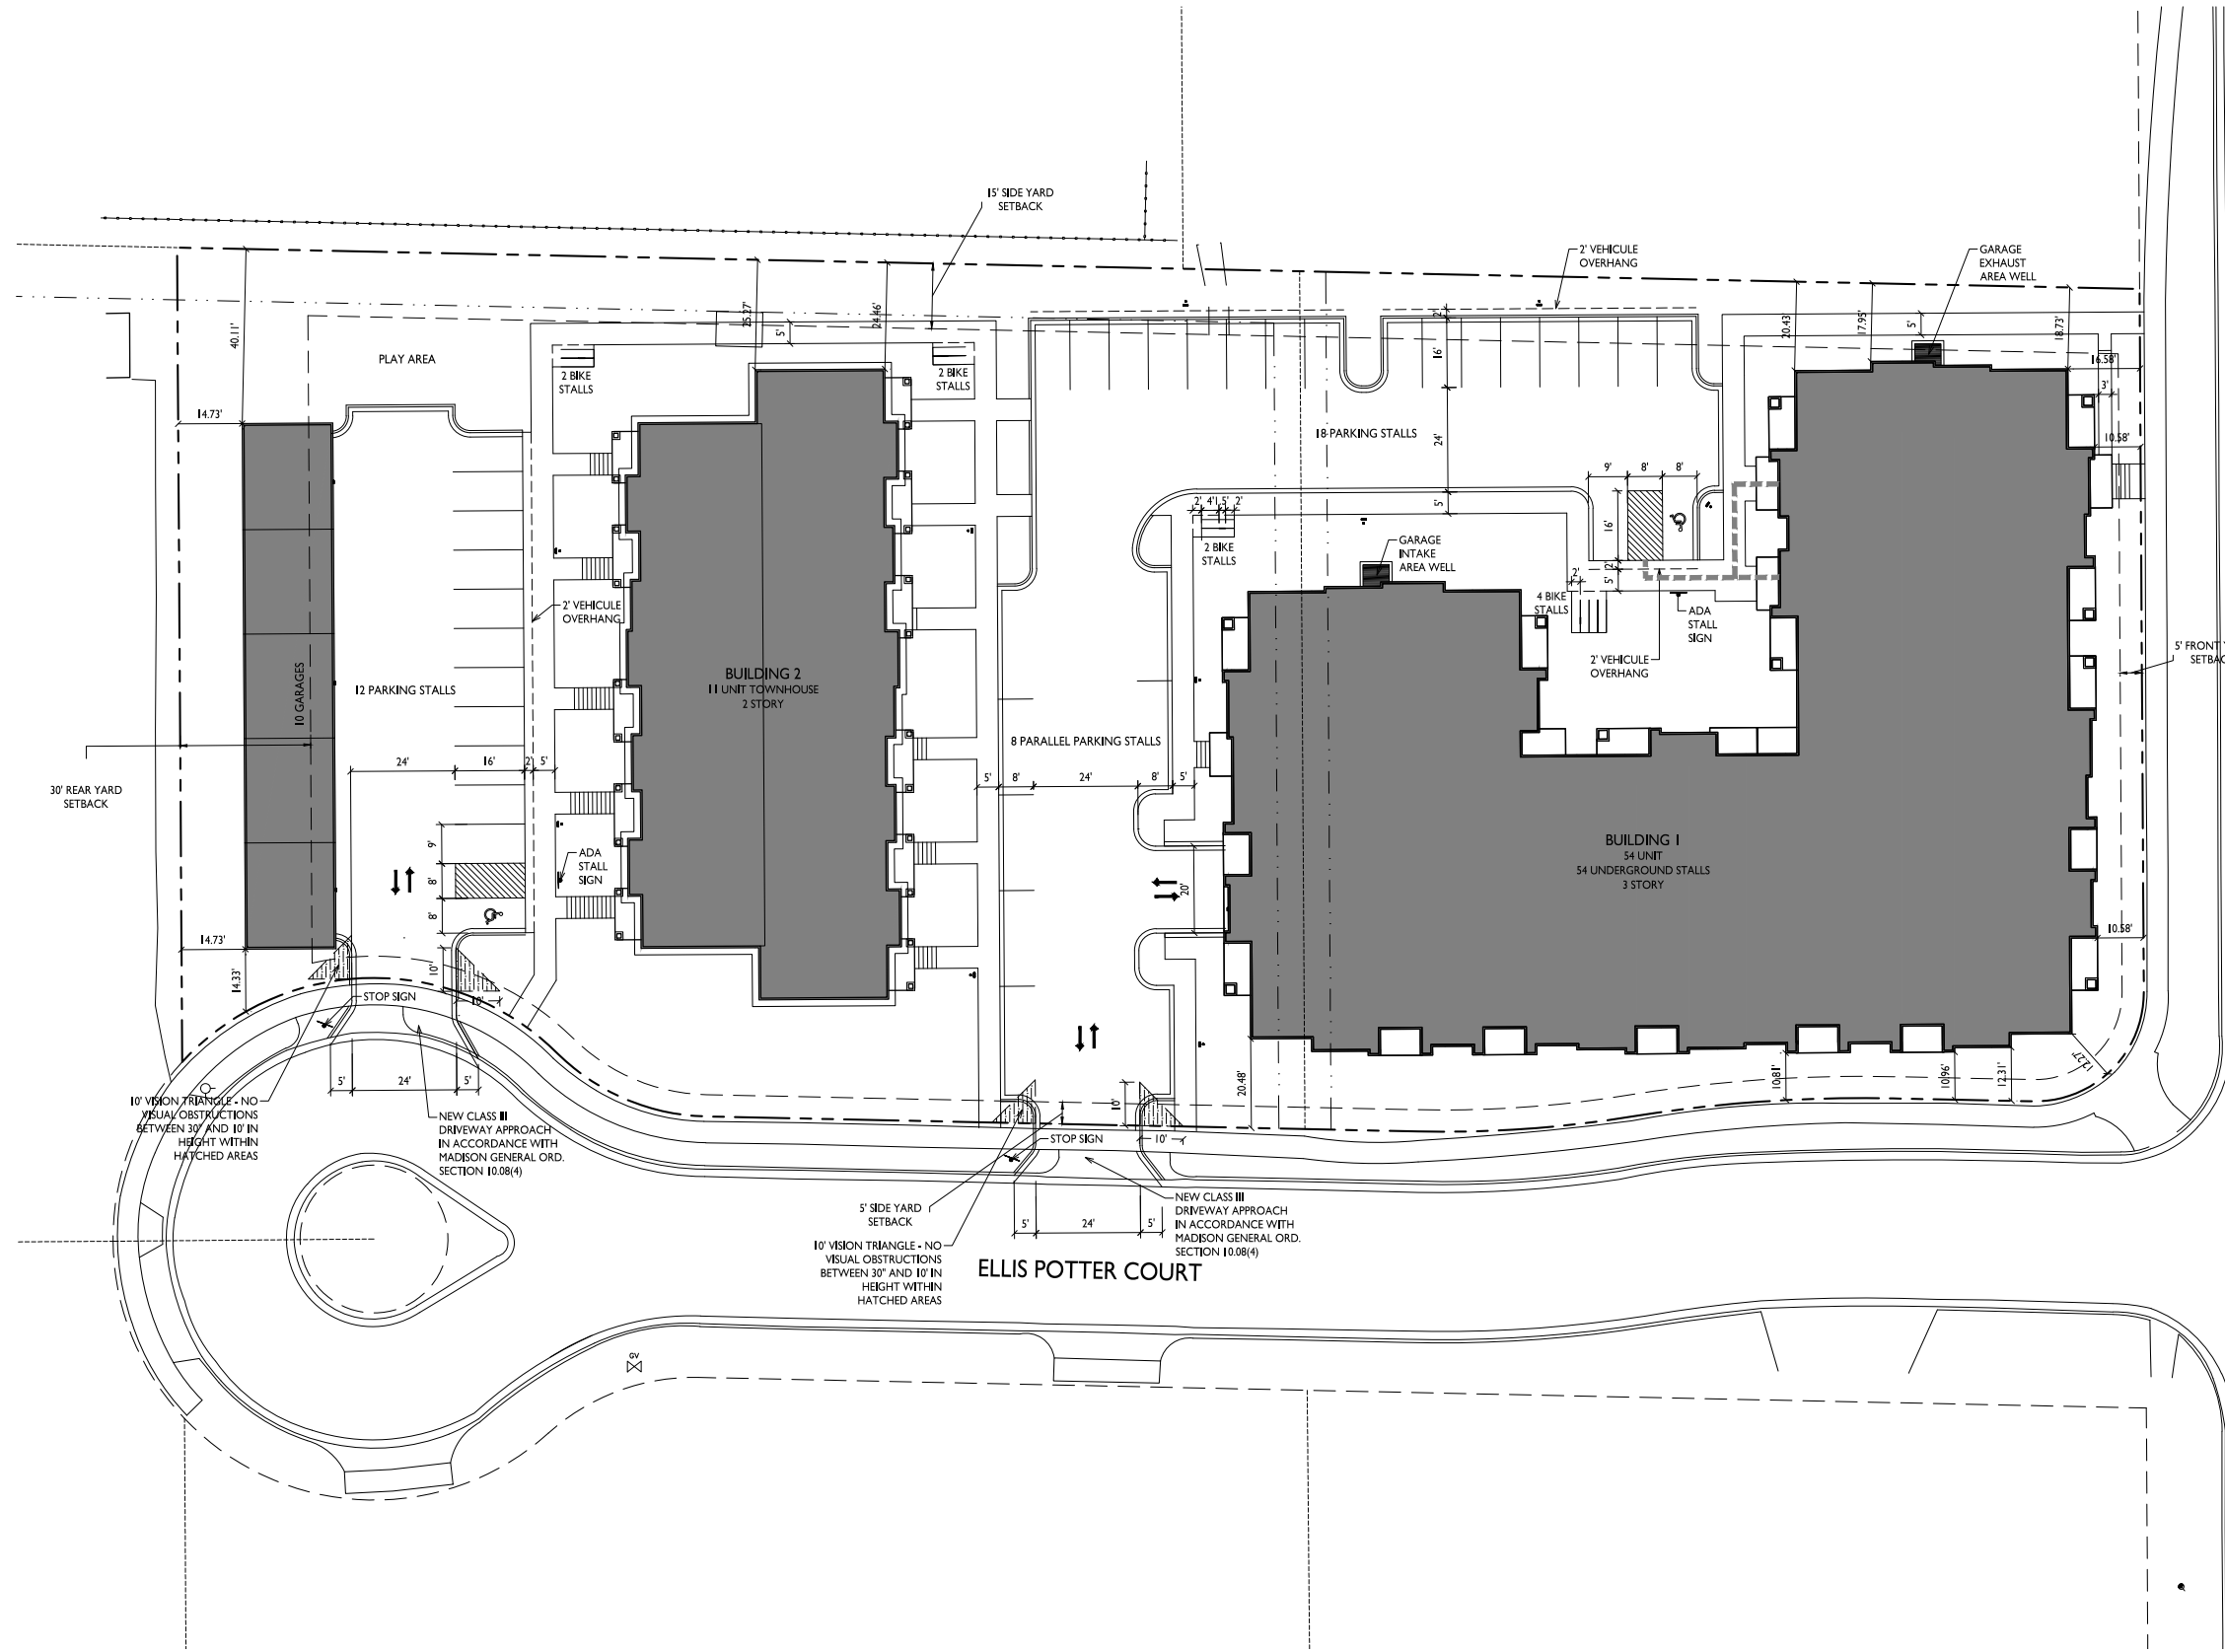 15' SIDE YARD
SETBACK
2' VEHICULE
OVERHANG
GARAGE
EXHAUST
AREA WELL
40.11'
25.27'
24.46'
20.43
17.95'
18.73'
5'
5'
2'
16'
PLAY AREA
2 BIKE
STALLS
2 BIKE
STALLS
16.58'
3'
14.73'
18 PARKING STALLS
24'
10.58'
9'
8'
8'
2'
4'
1.5'
2'
5'
16'
2 BIKE
STALLS
GARAGE
INTAKE
AREA WELL
2'
5'
2'
4 BIKE
STALLS
ADA
STALL
SIGN
2' VEHICULE
OVERHANG
2' VEHICULE
OVERHANG
5' FRONT
10 GARAGES
12 PARKING STALLS
BUILDING 2
11 UNIT TOWNHOUSE
2 STORY
8 PARALLEL PARKING STALLS
24'
16'
2'
5'
5'
8'
24'
8'
5'
30' REAR YARD
SETBACK
9'
8'
8'
ADA
STALL
SIGN
20'
BUILDING 1
54 UNIT
54 UNDERGROUND STALLS
3 STORY
14.73'
14.33'
10'
10'
10.58'
STOP SIGN
5'
24'
5'
20.48'
10.81'
10.96'
12.31'
10' VISION TRIANGLE - NO
VISUAL OBSTRUCTIONS
BETWEEN 30" AND 10' IN
HEIGHT WITHIN
HATCHED AREAS
NEW CLASS III
DRIVEWAY APPROACH
IN ACCORDANCE WITH
MADISON GENERAL ORD.
SECTION 10.08(4)
10'
STOP SIGN
10'
5' SIDE YARD
SETBACK
5'
24'
5'
NEW CLASS III
DRIVEWAY APPROACH
IN ACCORDANCE WITH
MADISON GENERAL ORD.
SECTION 10.08(4)
10' VISION TRIANGLE - NO
VISUAL OBSTRUCTIONS
BETWEEN 30" AND 10' IN
HEIGHT WITHIN
HATCHED AREAS
ELLIS POTTER COURT
GV